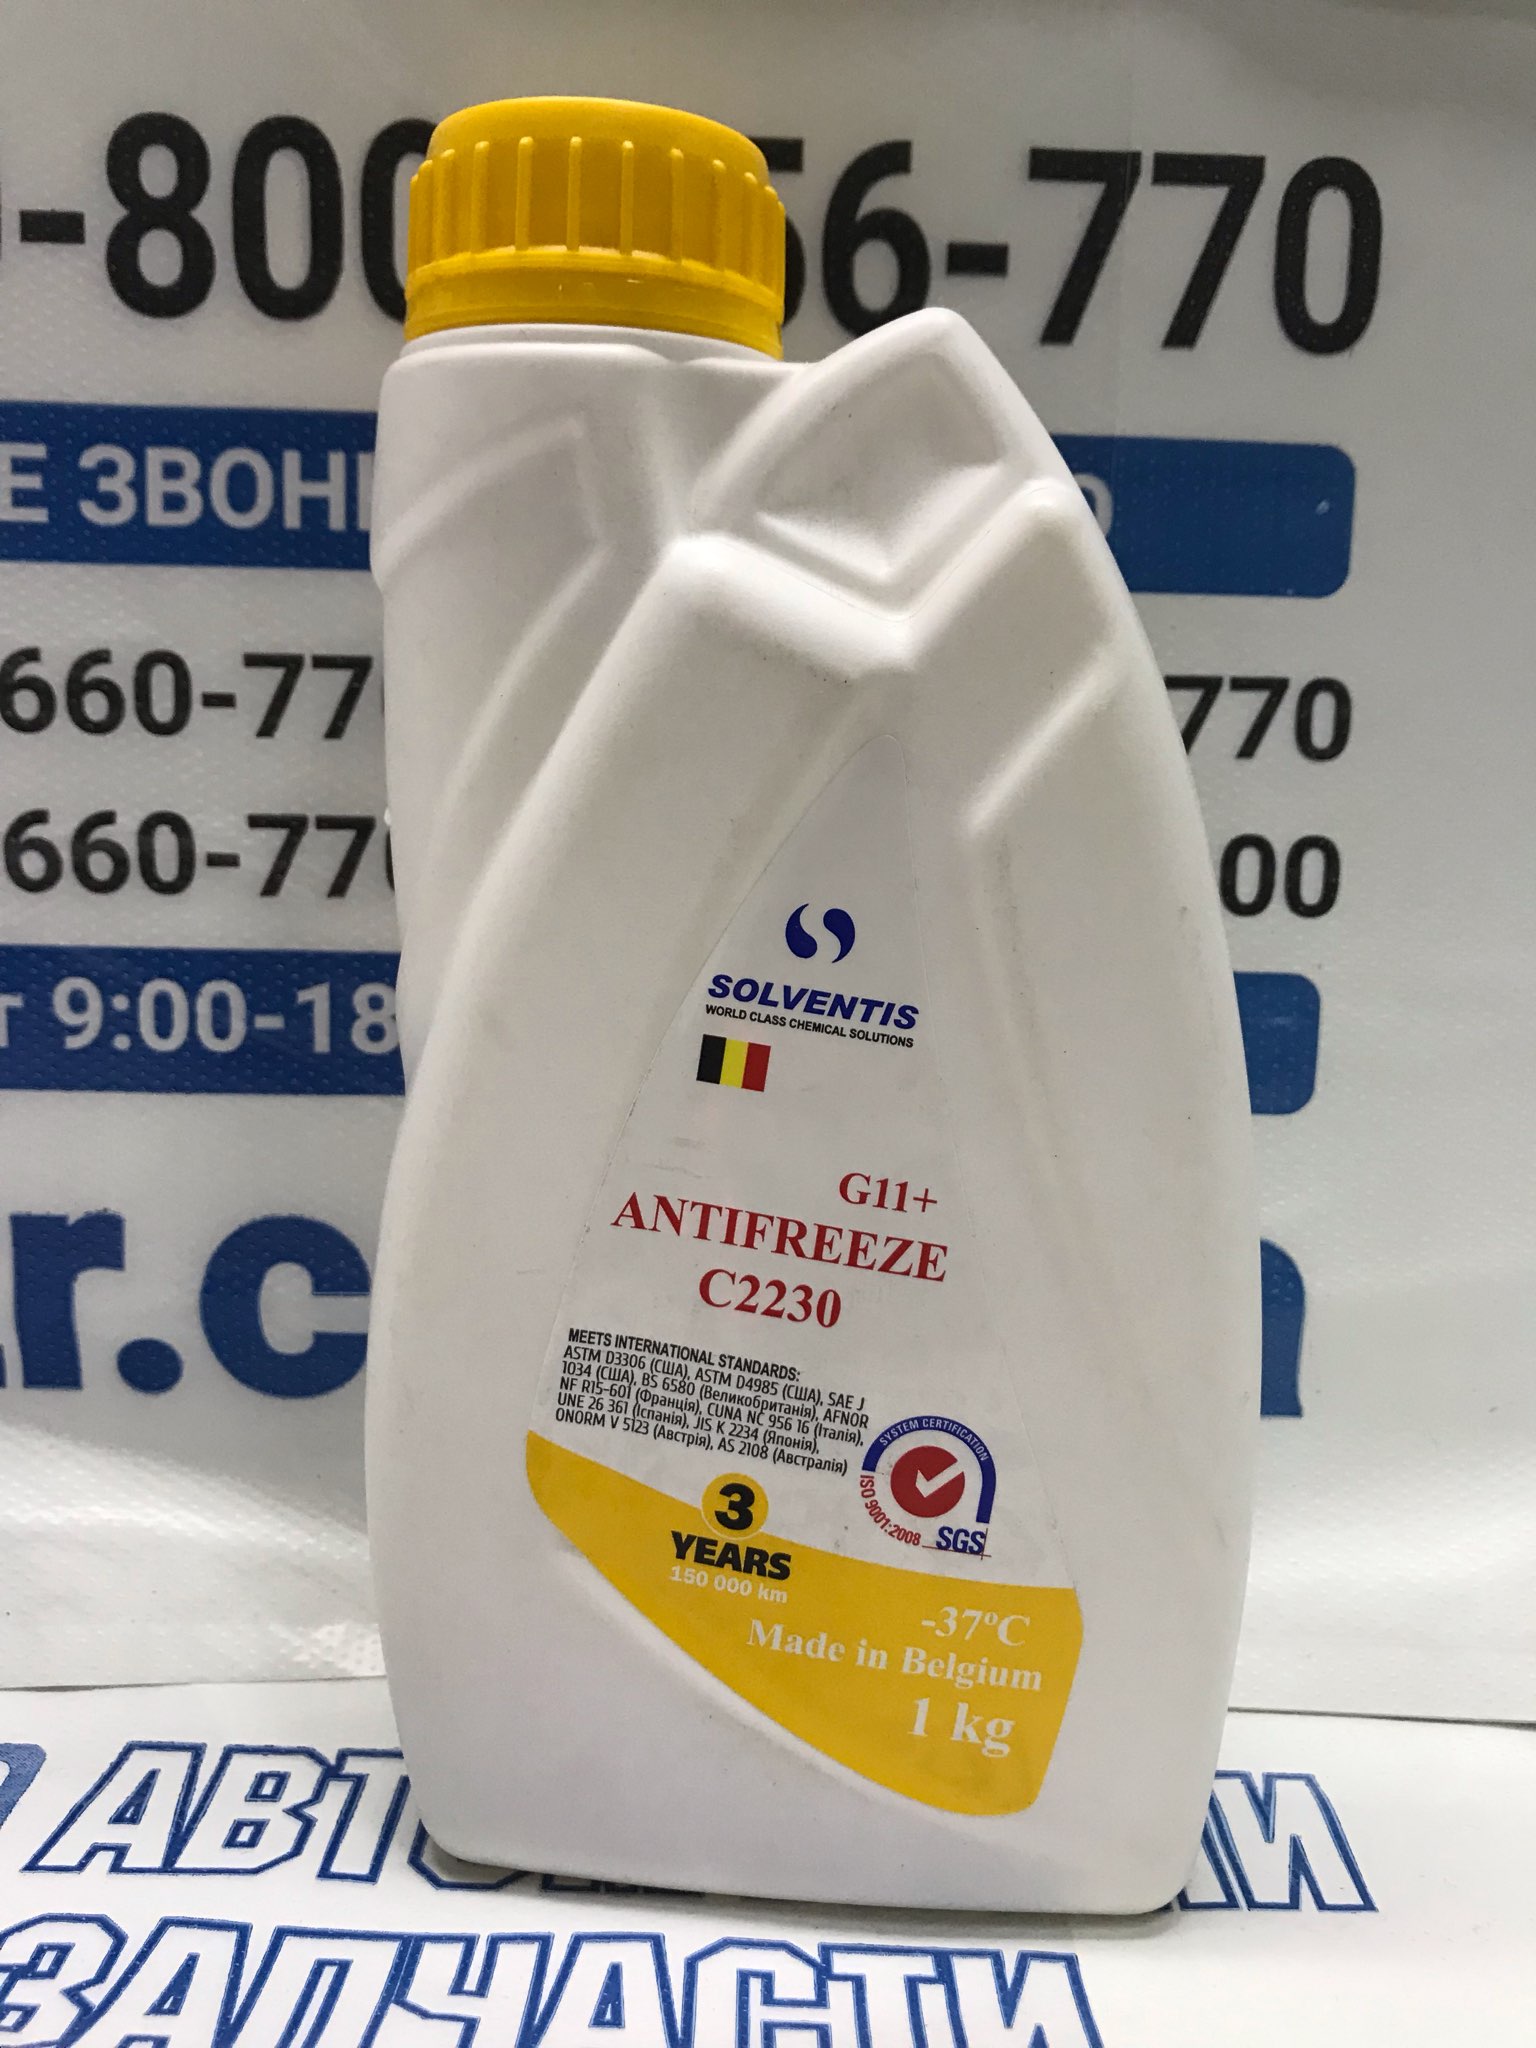 -800
56-770
Е ЗВОН
660-77
770
660-770
00
т 9:00-18
r.c
SOLVENTIS
WORLD CLASS CHEMICAL SOLUTIONS
G11+
ANTIFREEZE
C2230
MEETS INTERNATIONAL STANDARDS:
ASTM D3306 (США), ASTM D4985 (США), SAE J
1034 (США), BS 6580 (Великобританія), AFNOR
NF R15-601 (Франція), CUNA NC 956 16 (Італія),
UNE 26 361 (Іспанія), JIS K 2234 (Японія),
ONORM V 5123 (Австрія), AS 2108 (Австралія)
SYSTEM CERTIFICATION
ISO 9001:2008
SGS
3
YEARS
150 000 km
-37°C
Made in Belgium
1 kg
АВТО
ЗАПЧАСТИ